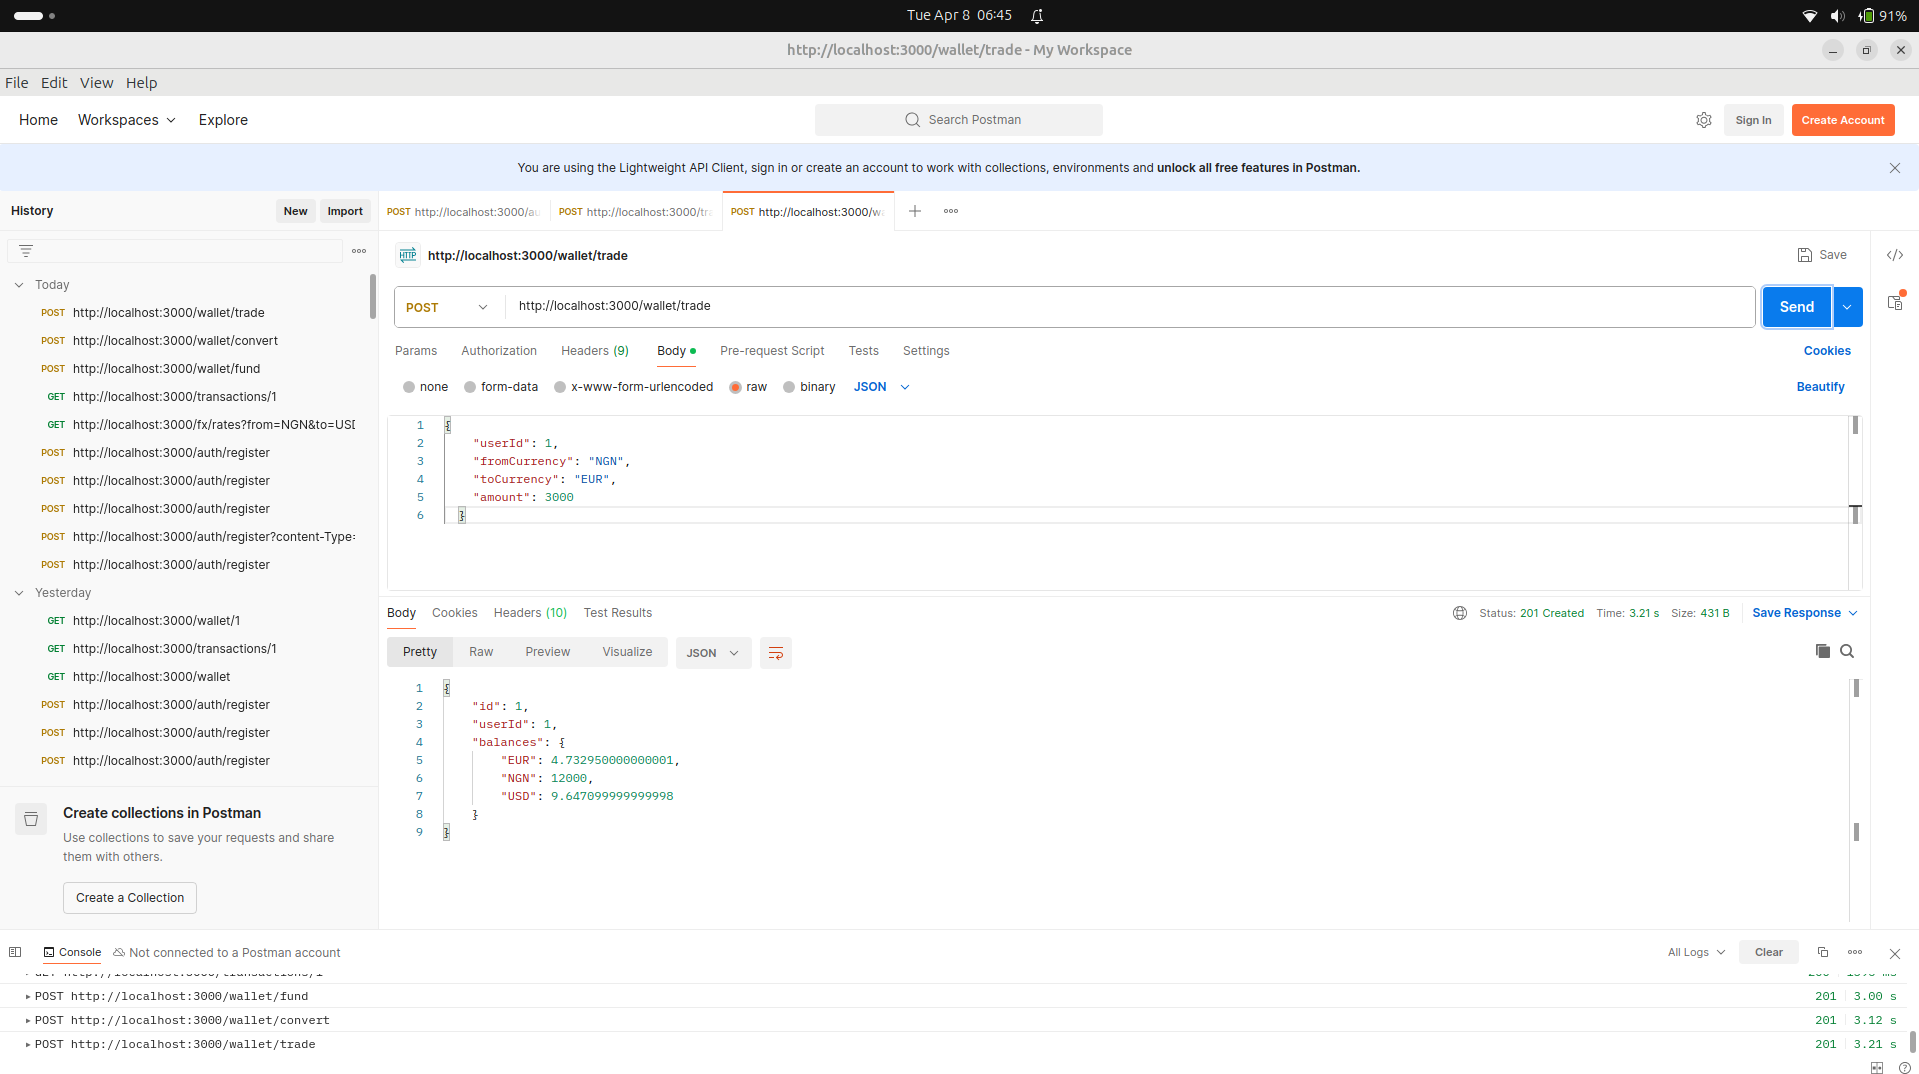 Tue Apr 8 06:45
91%
http://localhost:3000/wallet/trade - My Workspace
File Edit View Help
Home Workspaces Explore
Search Postman
Sign In Create Account
You are using the Lightweight API Client, sign in or create an account to work with collections, environments and unlock all free features in Postman.
History New Import
Today
POST http://localhost:3000/wallet/trade
POST http://localhost:3000/wallet/convert
POST http://localhost:3000/wallet/fund
GET http://localhost:3000/transactions/1
GET http://localhost:3000/fx/rates?from=NGN&to=USD
POST http://localhost:3000/auth/register
POST http://localhost:3000/auth/register
POST http://localhost:3000/auth/register
POST http://localhost:3000/auth/register?content-Type=
POST http://localhost:3000/auth/register
Yesterday
GET http://localhost:3000/wallet/1
GET http://localhost:3000/transactions/1
GET http://localhost:3000/wallet
POST http://localhost:3000/auth/register
POST http://localhost:3000/auth/register
POST http://localhost:3000/auth/register
Create collections in Postman
Use collections to save your requests and share
them with others.
Create a Collection
POST http://localhost:3000/au POST http://localhost:3000/tr POST http://localhost:3000/wa
HTTP http://localhost:3000/wallet/trade
Save
POST http://localhost:3000/wallet/trade
Send
Params Authorization Headers (9) Body Pre-request Script Tests Settings
Cookies
none form-data x-www-form-urlencoded raw binary JSON
Beautify
1 {
2 "userId": 1,
3 "fromCurrency": "NGN",
4 "toCurrency": "EUR",
5 "amount": 3000
6 }
Body Cookies Headers (10) Test Results
Status: 201 Created Time: 3.21 s Size: 431 B Save Response
Pretty Raw Preview Visualize JSON
1 {
2 "id": 1,
3 "userId": 1,
4 "balances": {
5 "EUR": 4.732950000000001,
6 "NGN": 12000,
7 "USD": 9.647099999999998
8 }
9 }
Console Not connected to a Postman account
All Logs Clear
POST http://localhost:3000/wallet/fund 201 3.00 s
POST http://localhost:3000/wallet/convert 201 3.12 s
POST http://localhost:3000/wallet/trade 201 3.21 s